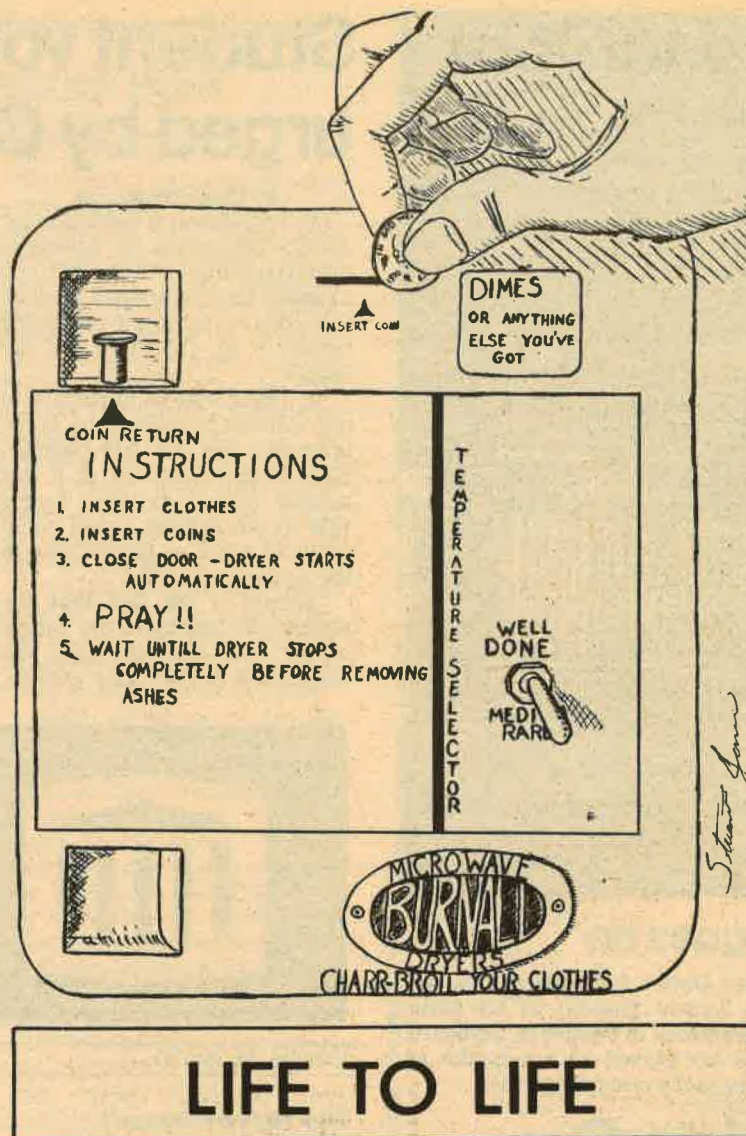 INSERT COIN
DIMES
OR ANYTHING
ELSE YOU'VE
GOT
COIN RETURN
INSTRUCTIONS
1. INSERT CLOTHES
2. INSERT COINS
3. CLOSE DOOR - DRYER STARTS
AUTOMATICALLY
4. PRAY!!
5. WAIT UNTILL DRYER STOPS
COMPLETELY BEFORE REMOVING
ASHES
TEMPERATURE SELECTOR
WELL
DONE
MEDI
RARE
MICROWAVE
BURNALL
DRYERS
CHARR-BROIL YOUR CLOTHES
Stuart
LIFE TO LIFE